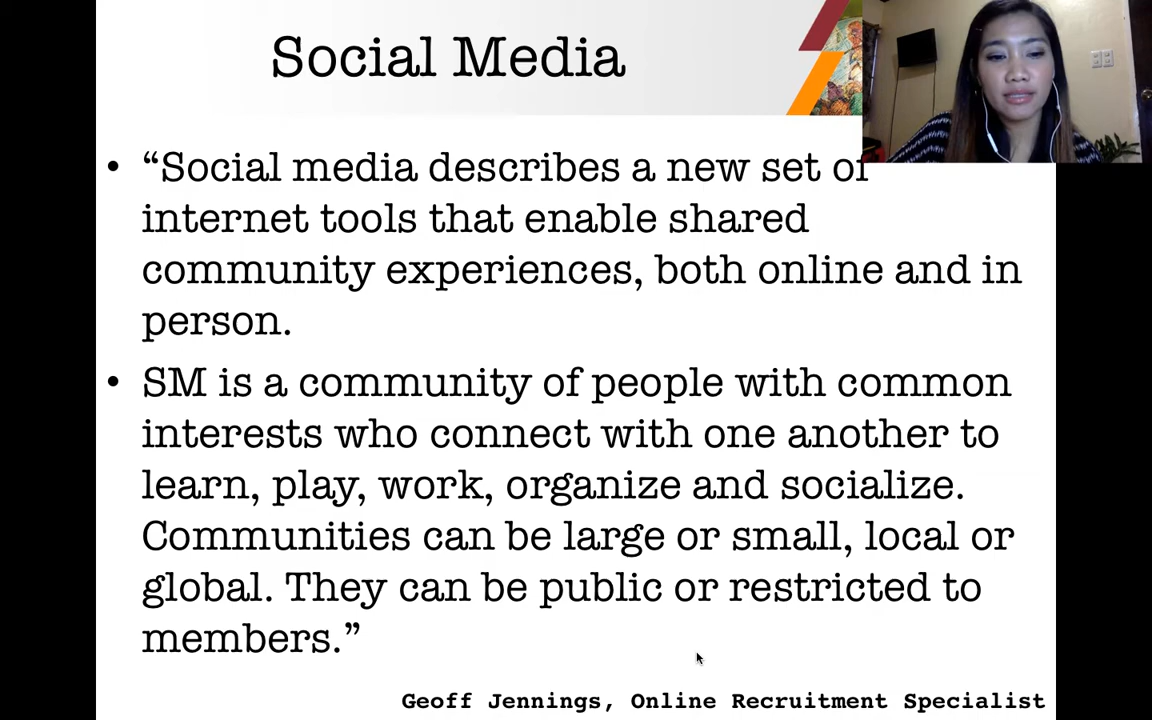 Social Media
• “Social media describes a new set of
internet tools that enable shared
community experiences, both online and in
person.
• SM is a community of people with common
interests who connect with one another to
learn, play, work, organize and socialize.
Communities can be large or small, local or
global. They can be public or restricted to
members.”
Geoff Jennings, Online Recruitment Specialist